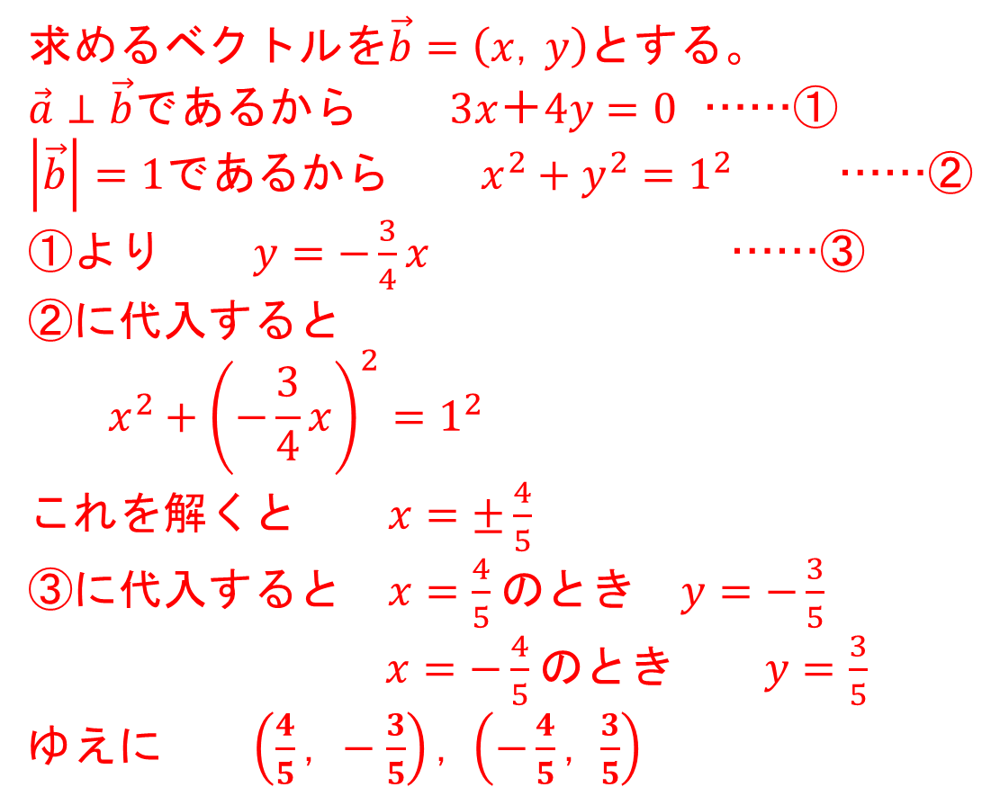 求めるベクトルを$\vec{b} = (x, y)$とする。
$\vec{a} \perp \vec{b}$であるから $3x+4y = 0$ ……①
$|\vec{b}| = 1$であるから $x^2 + y^2 = 1^2$ ……②
①より $y = -\frac{3}{4}x$ ……③
②に代入すると
$x^2 + \left(-\frac{3}{4}x\right)^2 = 1^2$
これを解くと $x = \pm\frac{4}{5}$
③に代入すると $x = \frac{4}{5}$のとき $y = -\frac{3}{5}$
$x = -\frac{4}{5}$のとき $y = \frac{3}{5}$
ゆえに $\left(\frac{4}{5}, -\frac{3}{5}\right), \left(-\frac{4}{5}, \frac{3}{5}\right)$